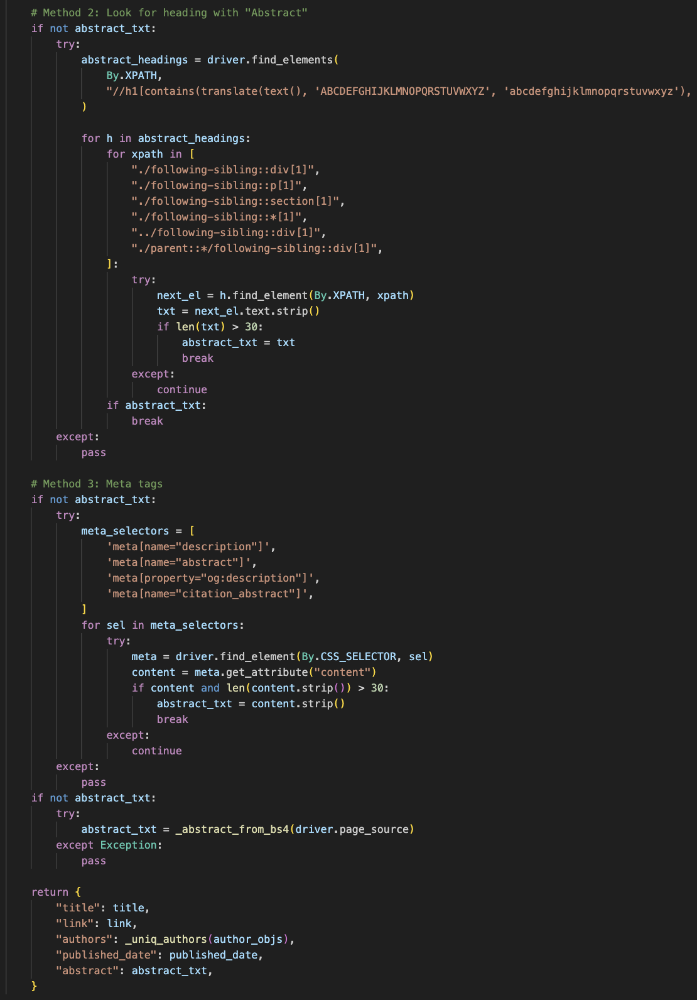 # Method 2: Look for heading with "Abstract"
if not abstract_txt:
    try:
        abstract_headings = driver.find_elements(
            By.XPATH,
            "//h1[contains(translate(text(), 'ABCDEFGHIJKLMNOPQRSTUVWXYZ', 'abcdefghijklmnopqrstuvwxyz'),
        )

        for h in abstract_headings:
            for xpath in [
                "./following-sibling::div[1]",
                "./following-sibling::p[1]",
                "./following-sibling::section[1]",
                "./following-sibling::*[1]",
                "../following-sibling::div[1]",
                "./parent::*/following-sibling::div[1]",
            ]:
                try:
                    next_el = h.find_element(By.XPATH, xpath)
                    txt = next_el.text.strip()
                    if len(txt) > 30:
                        abstract_txt = txt
                        break
                except:
                    continue
            if abstract_txt:
                break
    except:
        pass

# Method 3: Meta tags
if not abstract_txt:
    try:
        meta_selectors = [
            'meta[name="description"]',
            'meta[name="abstract"]',
            'meta[property="og:description"]',
            'meta[name="citation_abstract"]',
        ]
        for sel in meta_selectors:
            try:
                meta = driver.find_element(By.CSS_SELECTOR, sel)
                content = meta.get_attribute("content")
                if content and len(content.strip()) > 30:
                    abstract_txt = content.strip()
                    break
            except:
                continue
    except:
        pass
if not abstract_txt:
    try:
        abstract_txt = _abstract_from_bs4(driver.page_source)
    except Exception:
        pass

return {
    "title": title,
    "link": link,
    "authors": _uniq_authors(author_objs),
    "published_date": published_date,
    "abstract": abstract_txt,
}